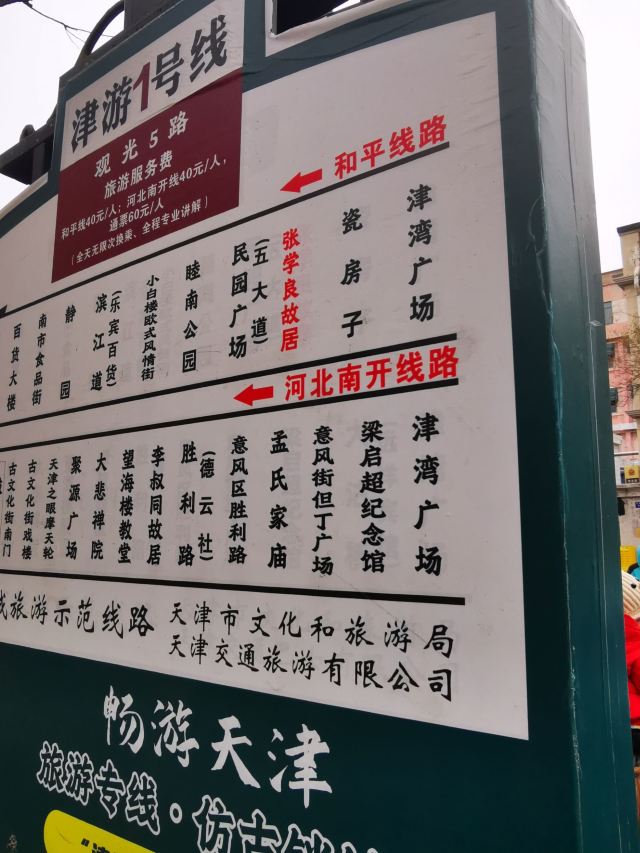 津游1号线
观光5路
旅游服务费
和平线40元/人；河北南开线40元/人，
通票60元/人
（全天无限次换乘、全程专业讲解）
和平线路
津湾广场
瓷房子
张学良故居
民园广场（五大道）
睦南公园
小白楼欧式风情街
滨江道（乐宾百货）
静园
南市食品街
百货大楼
河北南开线路
津湾广场
梁启超纪念馆
意风街但丁广场
孟氏家庙
意风区胜利路
胜利路（德云社）
李叔同故居
望海楼教堂
大悲禅院
聚源广场
天津之眼摩天轮
古文化街戏楼
古文化街南门
旅游示范线路
天津市文化和旅游局
天津交通旅游有限公司
畅游天津
旅游专线·仿古